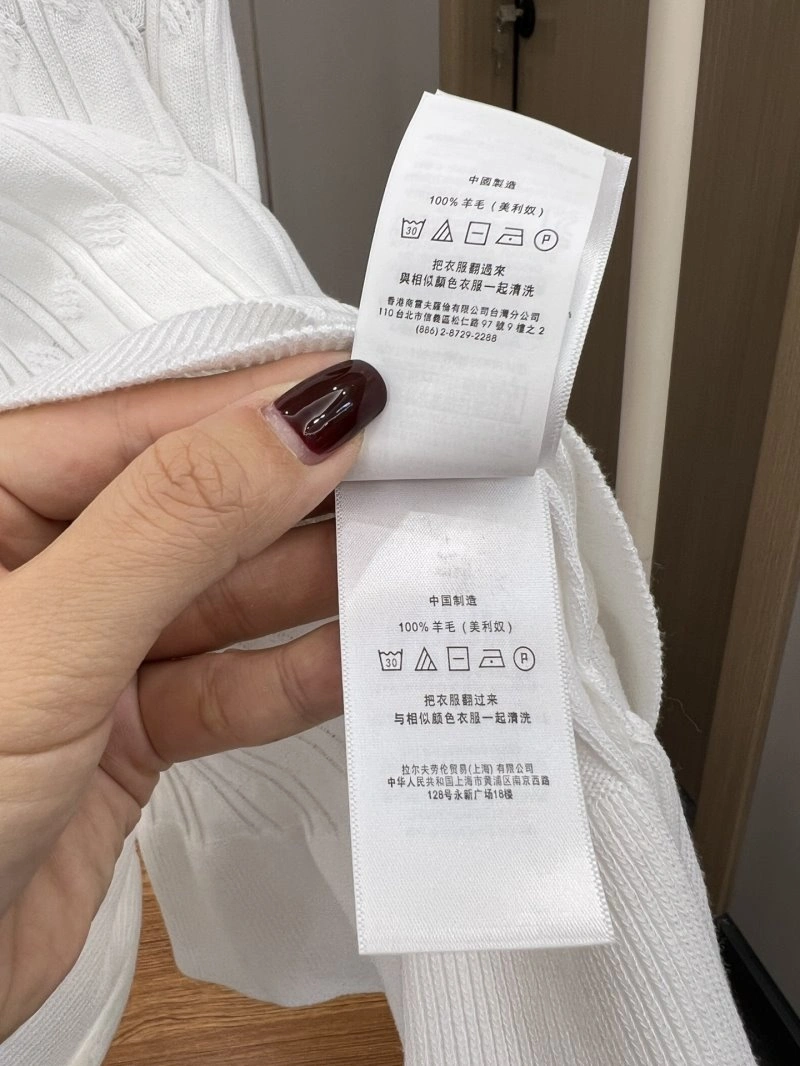 中國製造
100% 羊毛 (美利奴)
30 P
把衣服翻過來
與相似顏色衣服一起清洗
香港商雷夫羅倫有限公司台灣分公司
110 台北市信義區松仁路 97 號 9 樓之 2
(886) 2-8729-2288
中国制造
100% 羊毛 (美利奴)
30 P
把衣服翻过来
与相似颜色衣服一起清洗
拉尔夫劳伦贸易(上海) 有限公司
中华人民共和国上海市黄浦区南京西路
128号永新广场18楼